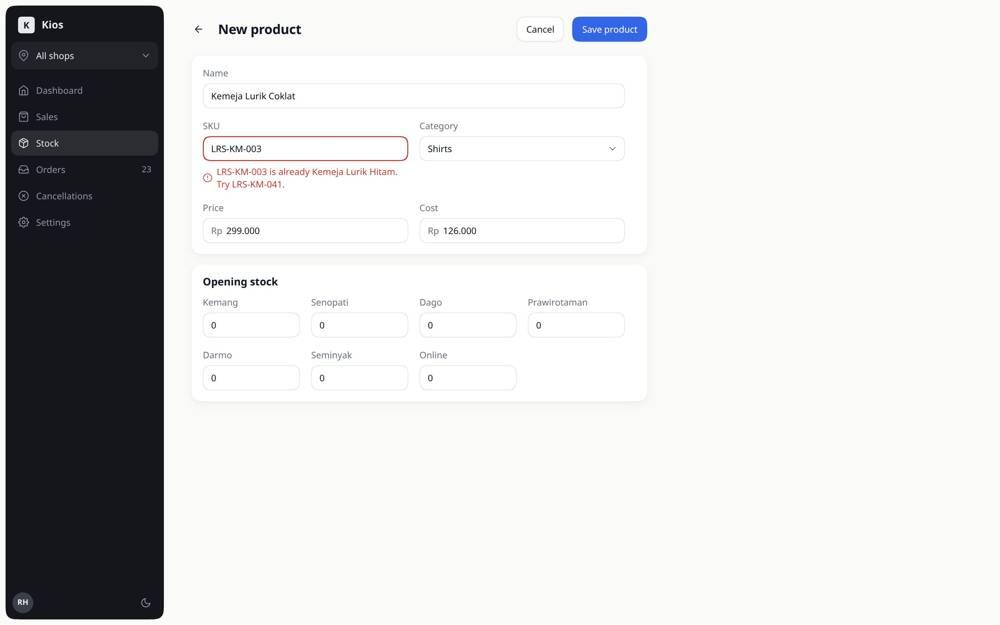 K Kios
All shops
Dashboard
Sales
Stock
Orders 23
Cancellations
Settings
RH
New product
Cancel
Save product
Name
Kemeja Lurik Coklat
SKU
Category
LRS-KM-003
Shirts
LRS-KM-003 is already Kemeja Lurik Hitam.
Try LRS-KM-041.
Price
Cost
Rp 299.000
Rp 126.000
Opening stock
Kemang
Senopati
Dago
Prawirotaman
0
0
0
0
Darmo
Seminyak
Online
0
0
0